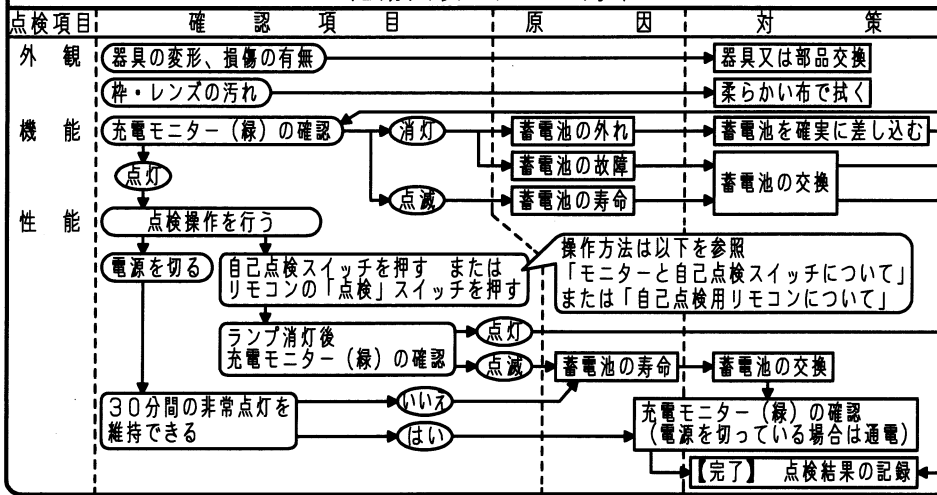 点検項目 確認項目 原因 対策
外観 器具の変形、損傷の有無 器具又は部品交換
枠・レンズの汚れ 柔らかい布で拭く
機能 充電モニター（緑）の確認 消灯 蓄電池の外れ 蓄電池を確実に差し込む
蓄電池の故障
蓄電池の交換
点灯
点滅 蓄電池の寿命
性能 点検操作を行う
電源を切る
自己点検スイッチを押す または
リモコンの「点検」スイッチを押す
操作方法は以下を参照
「モニターと自己点検スイッチについて」
または「自己点検用リモコンについて」
ランプ消灯後
充電モニター（緑）の確認
点灯
点滅 蓄電池の寿命 蓄電池の交換
30分間の非常点灯を
維持できる
いいえ
はい
充電モニター（緑）の確認
（電源を切っている場合は通電）
【完了】 点検結果の記録